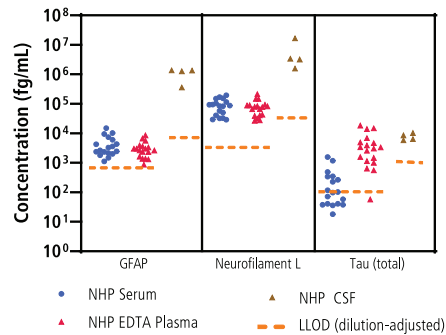 Concentration (fg/mL)
10⁸
10⁷
10⁶
10⁵
10⁴
10³
10²
10¹
10⁰
GFAP
Neurofilament L
Tau (total)
NHP Serum
NHP CSF
NHP EDTA Plasma
LLOD (dilution-adjusted)